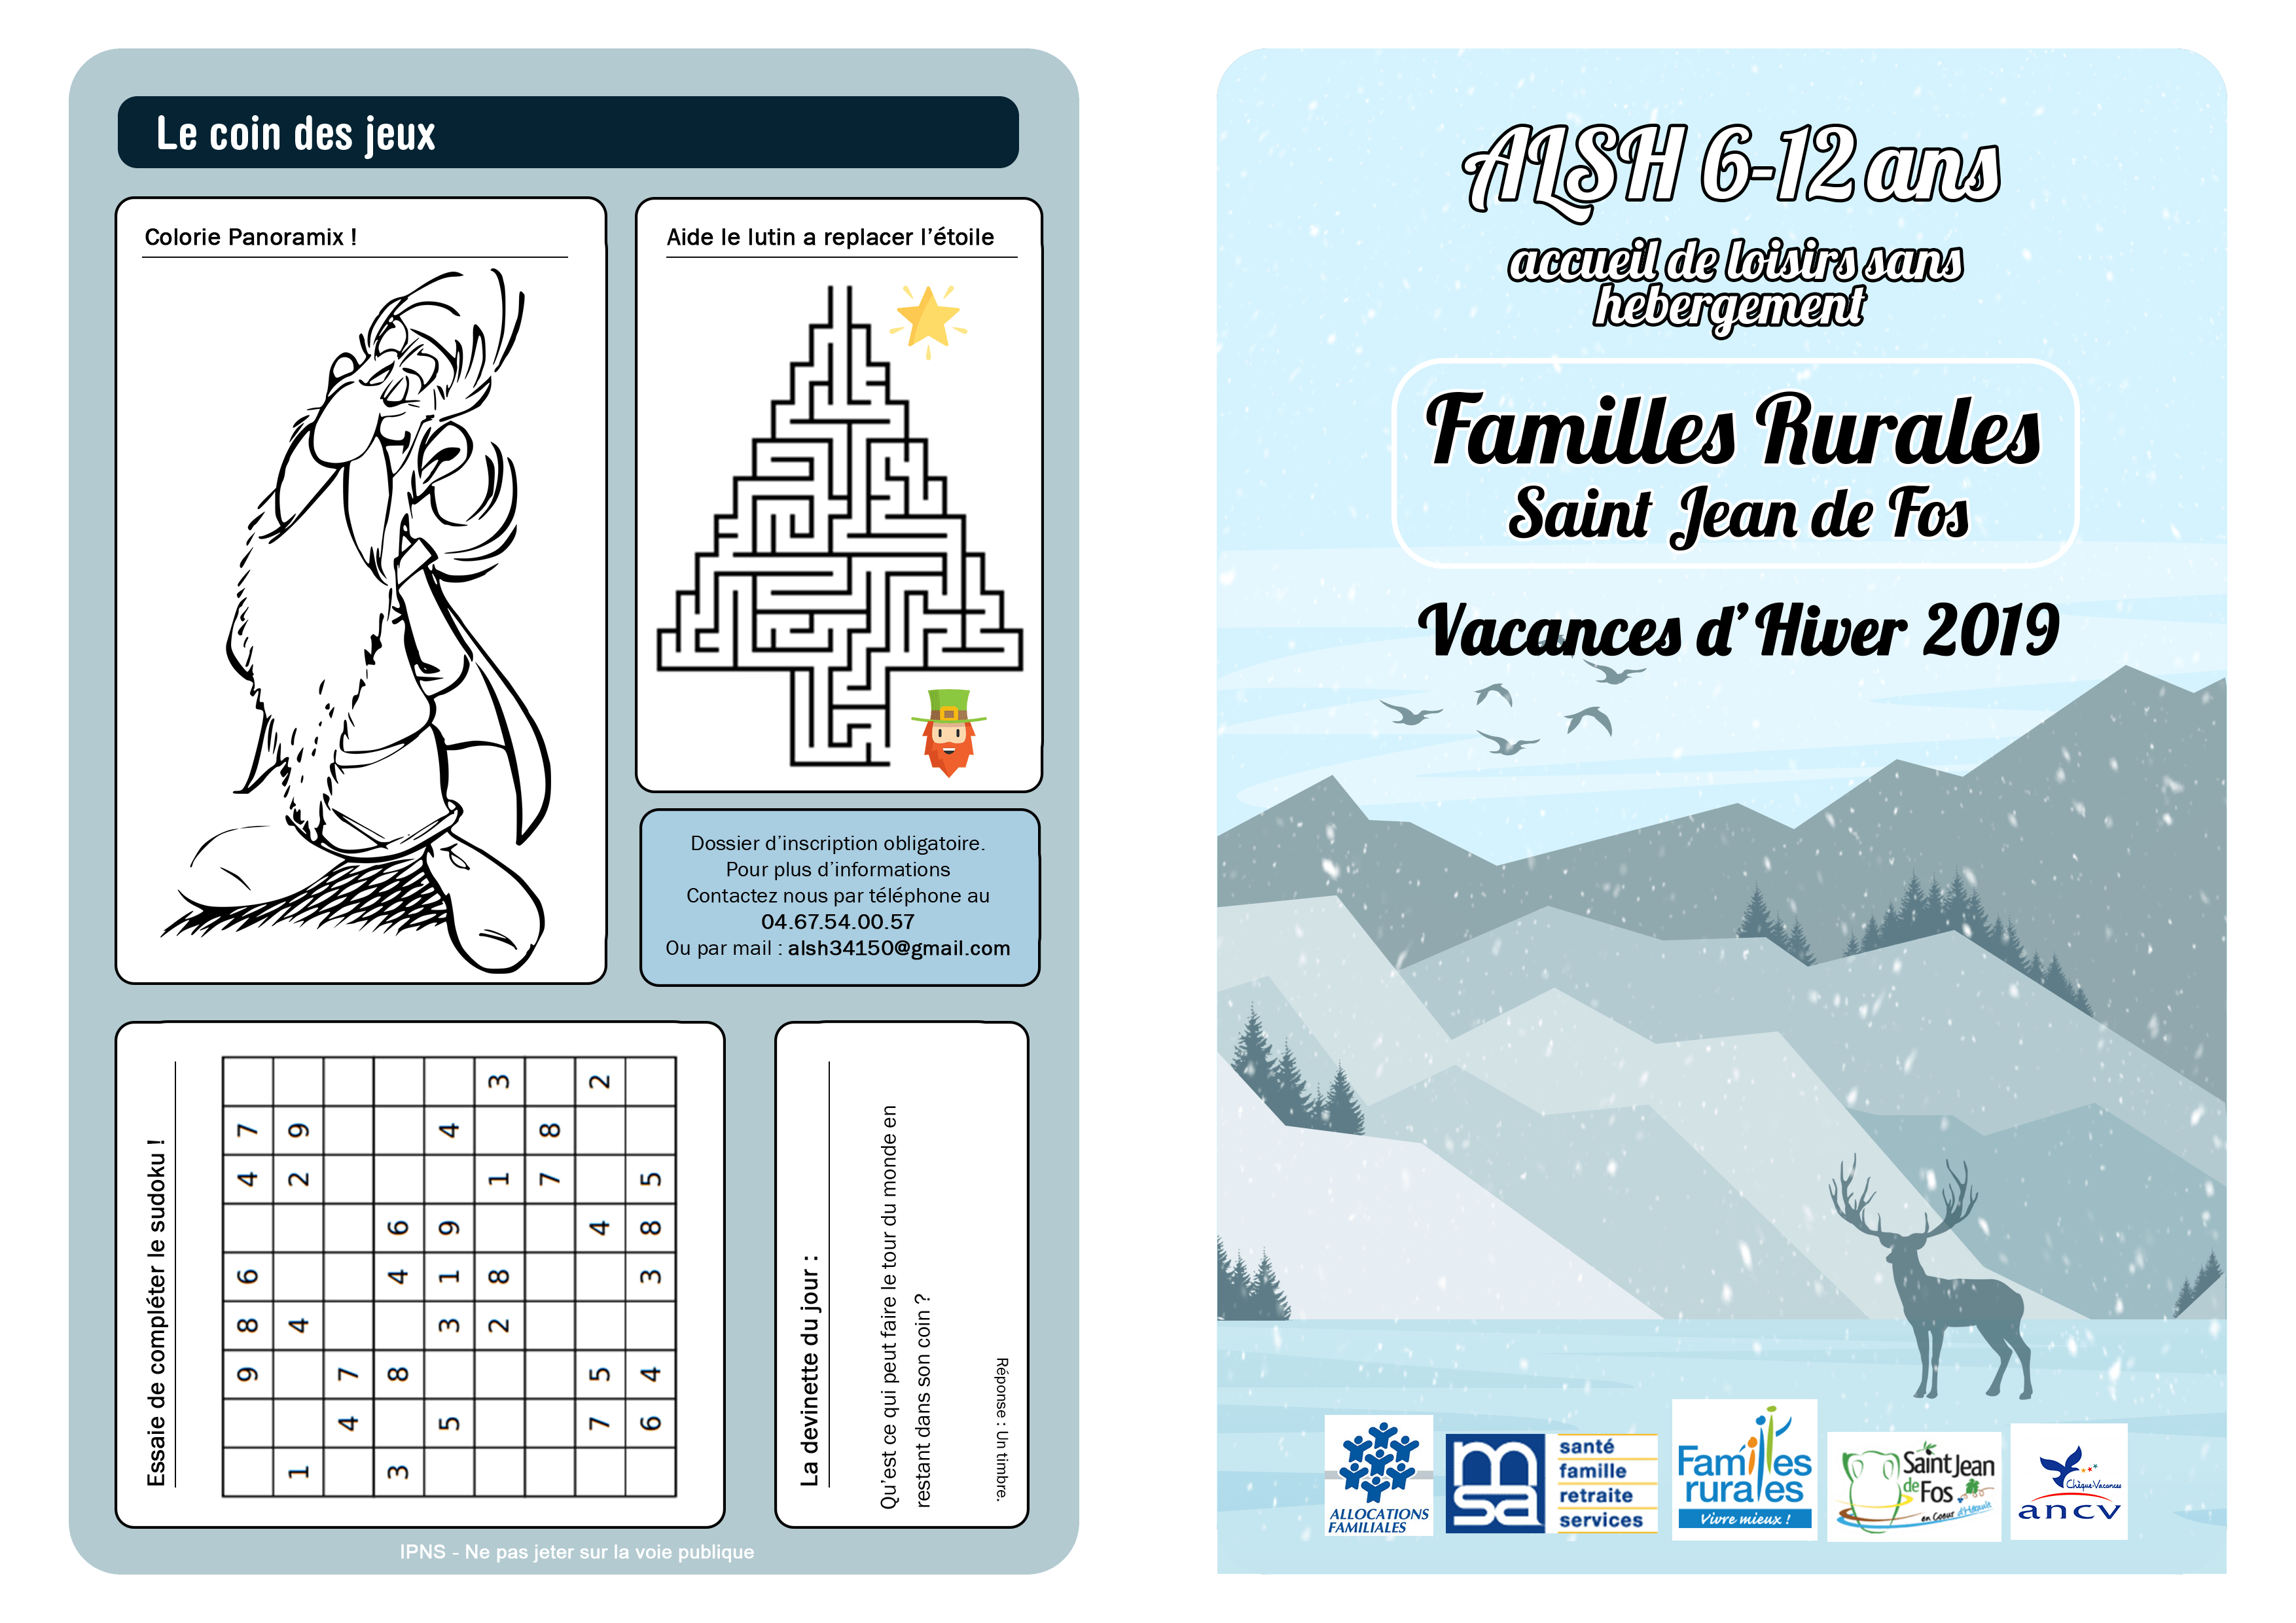 Le coin des jeux
Colorie Panoramix !
Aide le lutin a replacer l'étoile
Dossier d'inscription obligatoire.
Pour plus d'informations
Contactez nous par téléphone au
04.67.54.00.57
Ou par mail : alsh34150@gmail.com
Essaie de compléter le sudoku !
9 8 6 4 7
1 4 2 9
4 7
3 8 4 6
5 3 1 9 4
2 8 1 3
7 8
7 5 4 2
6 4 3 8 5
La devinette du jour :
Qu'est ce qui peut faire le tour du monde en
restant dans son coin ?
Réponse : Un timbre.
IPNS - Ne pas jeter sur la voie publique
ALSH 6-12 ans
accueil de loisirs sans
hebergement
Familles Rurales
Saint Jean de Fos
Vacances d'Hiver 2019
ALLOCATIONS
FAMILIALES
msa
santé
famille
retraite
services
Familles
rurales
Vivre mieux !
Saint Jean
de Fos
en Coeur d'Hérault
Chèque-Vacances
ancv